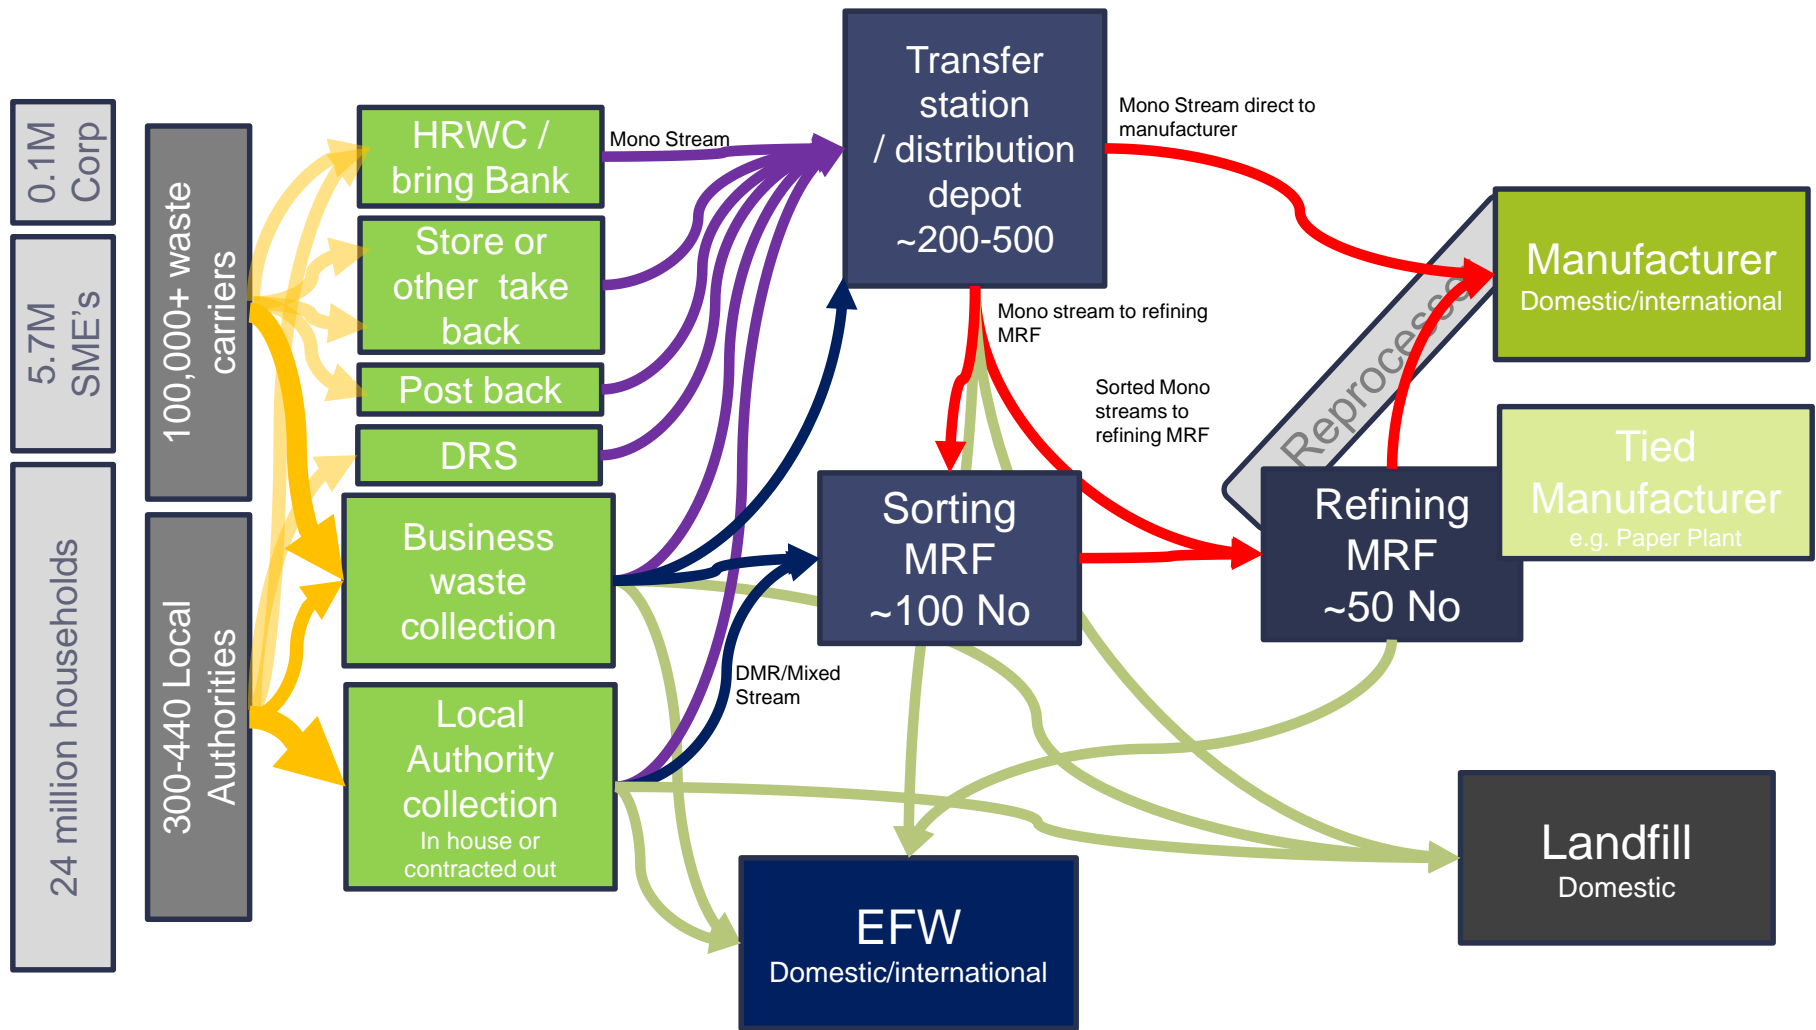 0.1M
Corp
5.7M
SME's
24 million households
100,000+ waste
carriers
300-440 Local
Authorities
HRWC /
bring Bank
Store or
other take
back
Post back
DRS
Business
waste
collection
Local
Authority
collection
In house or
contracted out
Mono Stream
DMR/Mixed
Stream
Transfer
station
/ distribution
depot
~200-500
Mono Stream direct to
manufacturer
Mono stream to refining
MRF
Sorted Mono
streams to
refining MRF
Sorting
MRF
~100 No
Refining
MRF
~50 No
Reprocesso
Manufacturer
Domestic/international
Tied
Manufacturer
e.g. Paper Plant
EFW
Domestic/international
Landfill
Domestic